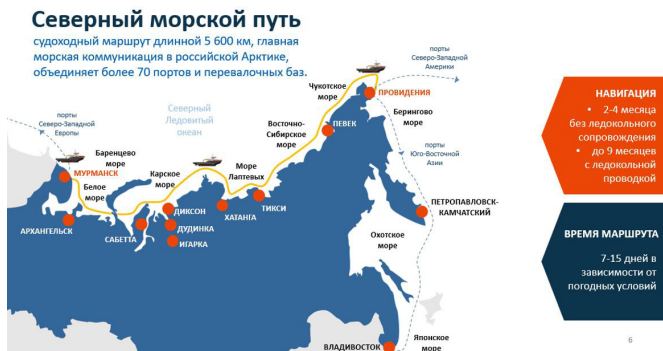 Северный морской путь
судоходный маршрут длинной 5 600 км, главная
морская коммуникация в российской Арктике,
объединяет более 70 портов и перевалочных баз.
порты
Северо-Западной
Америки
Чукотское
море
ПРОВИДЕНИЯ
Северный
Ледовитый
океан
порты
Северо-Западной
Европы
Восточно-
Сибирское
море
ПЕВЕК
Берингово
море
Баренцево
море
МУРМАНСК
Белое
море
Карское
море
Море
Лаптевых
порты
Юго-Восточной
Азии
АРХАНГЕЛЬСК
САБЕТТА
ДИКСОН
ДУДИНКА
ИГАРКА
ХАТАНГА
ТИКСИ
ПЕТРОПАВЛОВСК-
КАМЧАТСКИЙ
Охотское
море
ВЛАДИВОСТОК
Японское
море
НАВИГАЦИЯ
• 2-4 месяца
без ледокольного
сопровождения
• до 9 месяцев
с ледокольной
проводкой
ВРЕМЯ МАРШРУТА
7-15 дней в
зависимости от
погодных условий
6